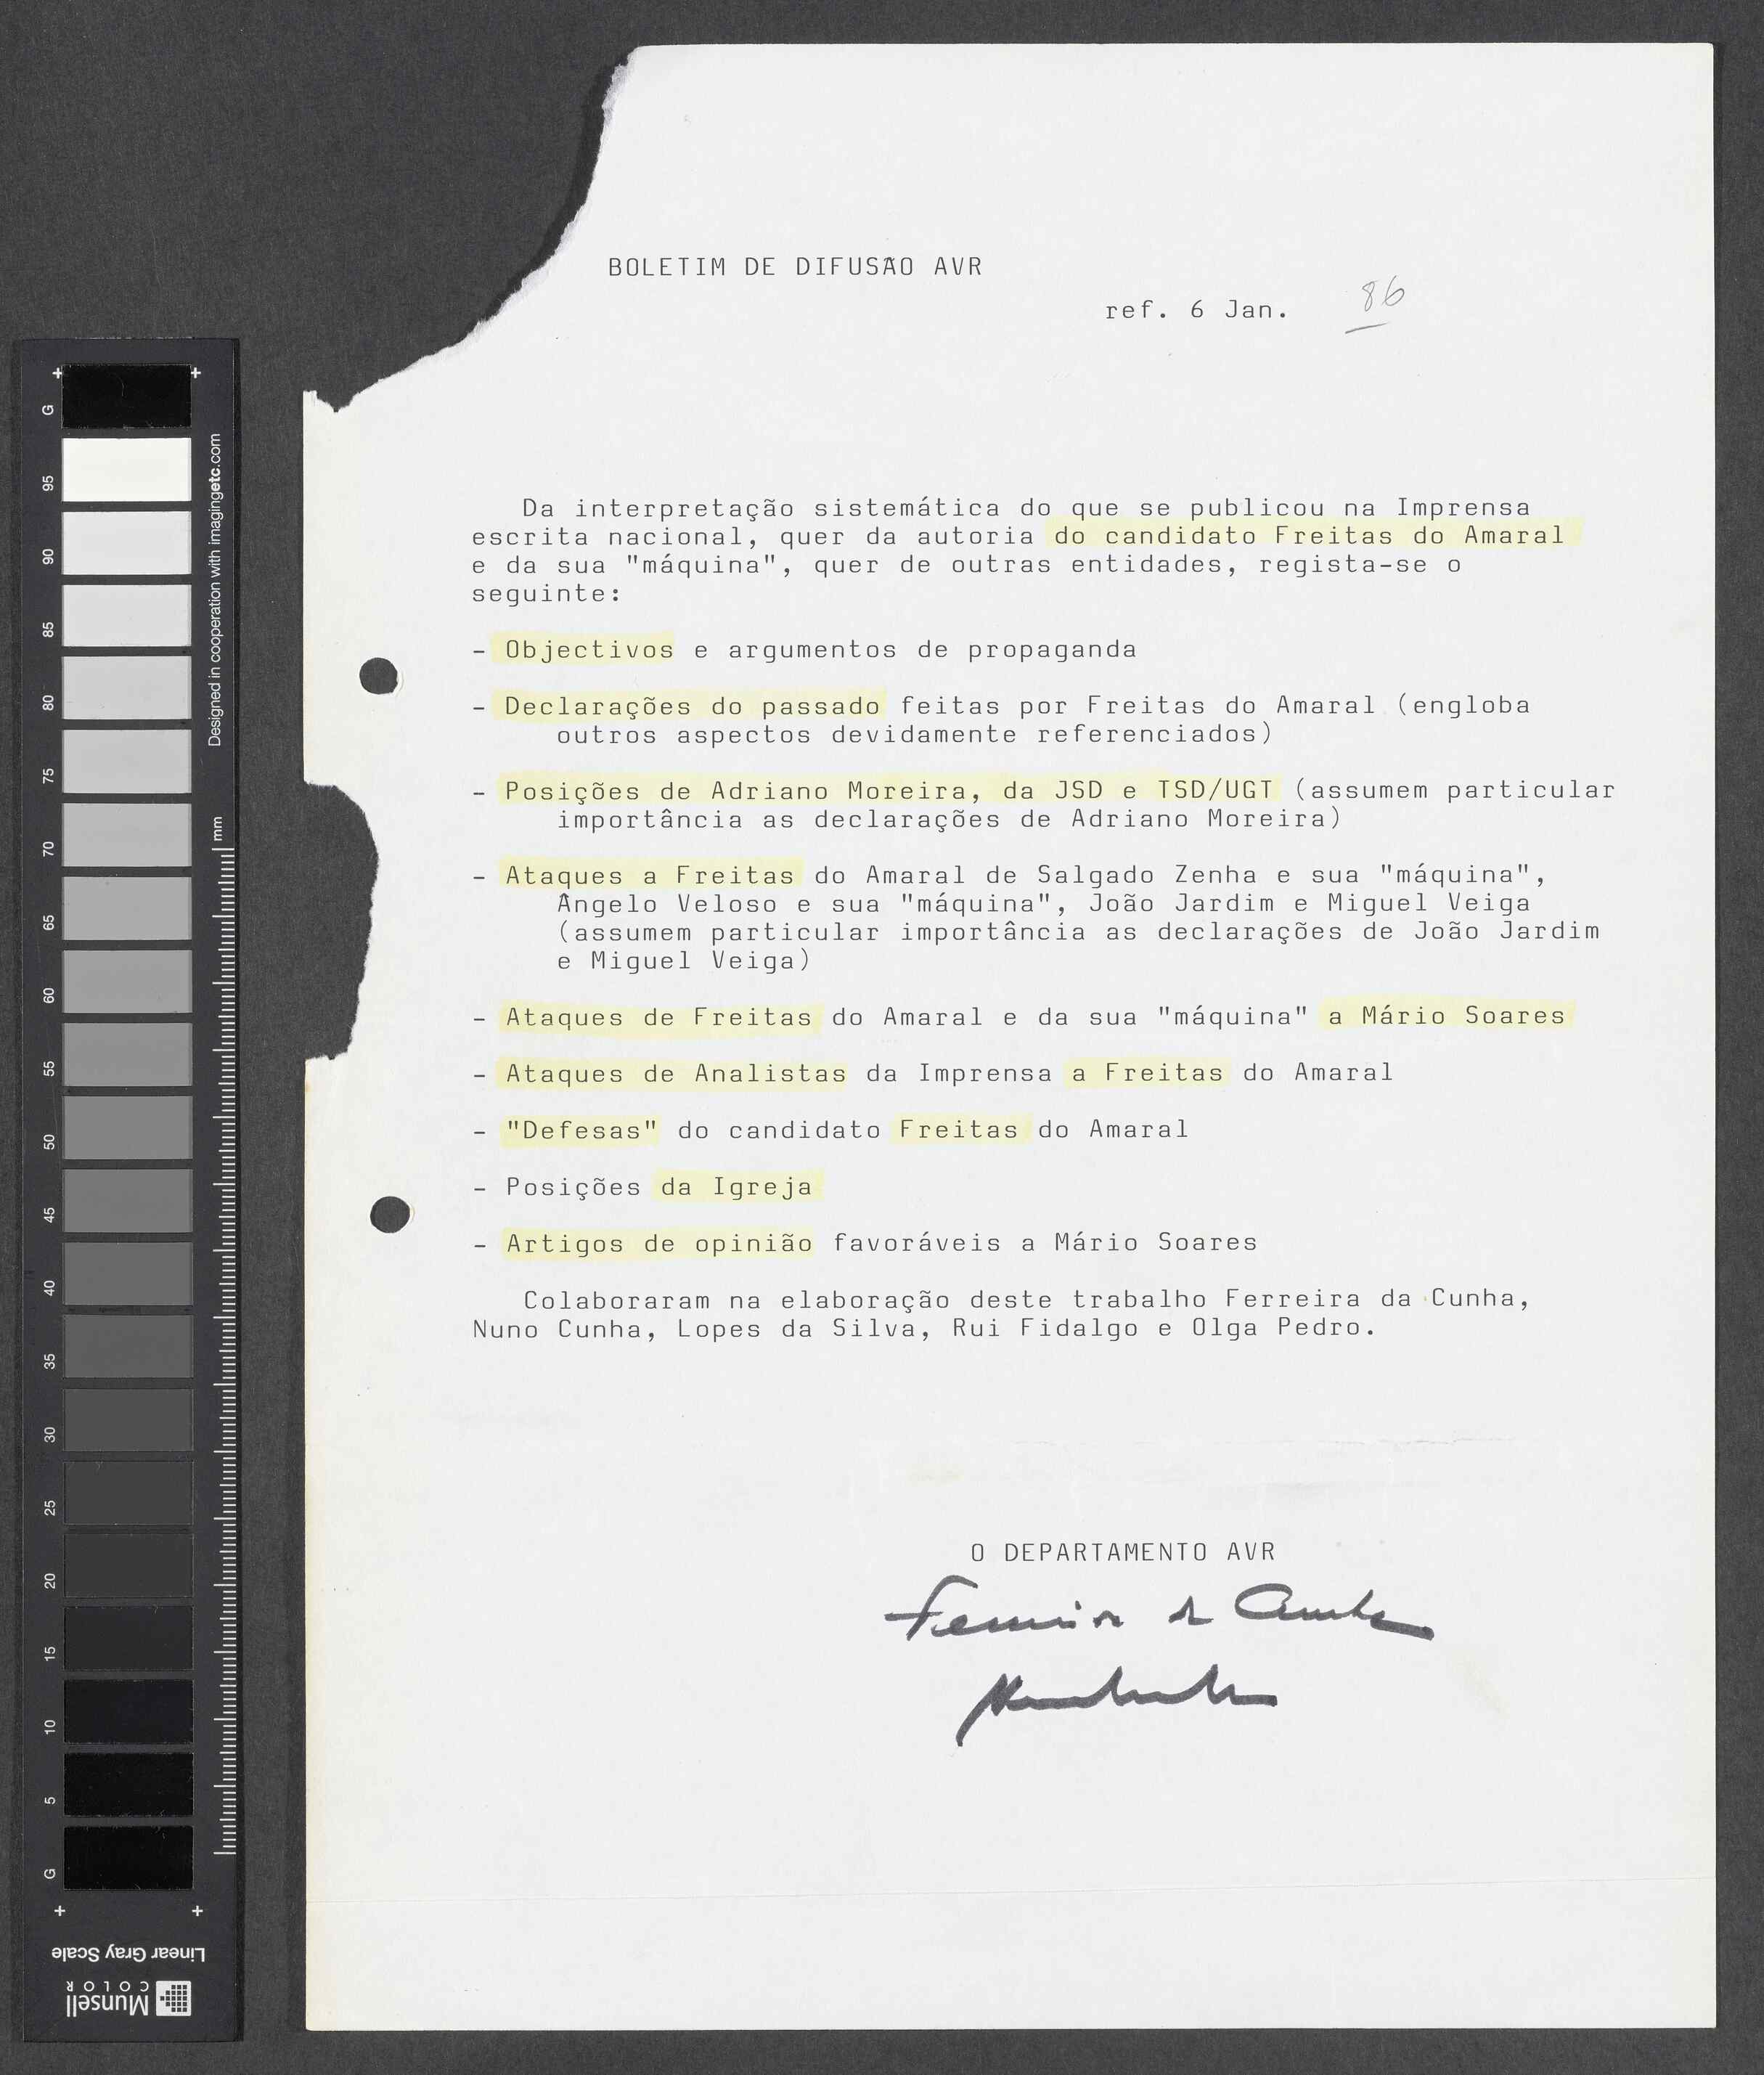 BOLETIM DE DIFUSÃO AVR
ref. 6 Jan. 86
Da interpretação sistemática do que se publicou na Imprensa
escrita nacional, quer da autoria do candidato Freitas do Amaral
e da sua "máquina", quer de outras entidades, regista-se o
seguinte:
- Objectivos e argumentos de propaganda
- Declarações do passado feitas por Freitas do Amaral (engloba
outros aspectos devidamente referenciados)
- Posições de Adriano Moreira, da JSD e TSD/UGT (assumem particular
importância as declarações de Adriano Moreira)
- Ataques a Freitas do Amaral de Salgado Zenha e sua "máquina",
Ângelo Veloso e sua "máquina", João Jardim e Miguel Veiga
(assumem particular importância as declarações de João Jardim
e Miguel Veiga)
- Ataques de Freitas do Amaral e da sua "máquina" a Mário Soares
- Ataques de Analistas da Imprensa a Freitas do Amaral
- "Defesas" do candidato Freitas do Amaral
- Posições da Igreja
- Artigos de opinião favoráveis a Mário Soares
Colaboraram na elaboração deste trabalho Ferreira da Cunha,
Nuno Cunha, Lopes da Silva, Rui Fidalgo e Olga Pedro.
O DEPARTAMENTO AVR
Ferreira da Cunha
G
95
90
85
80
75
70
65
60
55
50
45
40
35
30
25
20
15
10
5
G
Designed in cooperation with imagingetc.com
mm
Linear Gray Scale
Munsell
COLOR